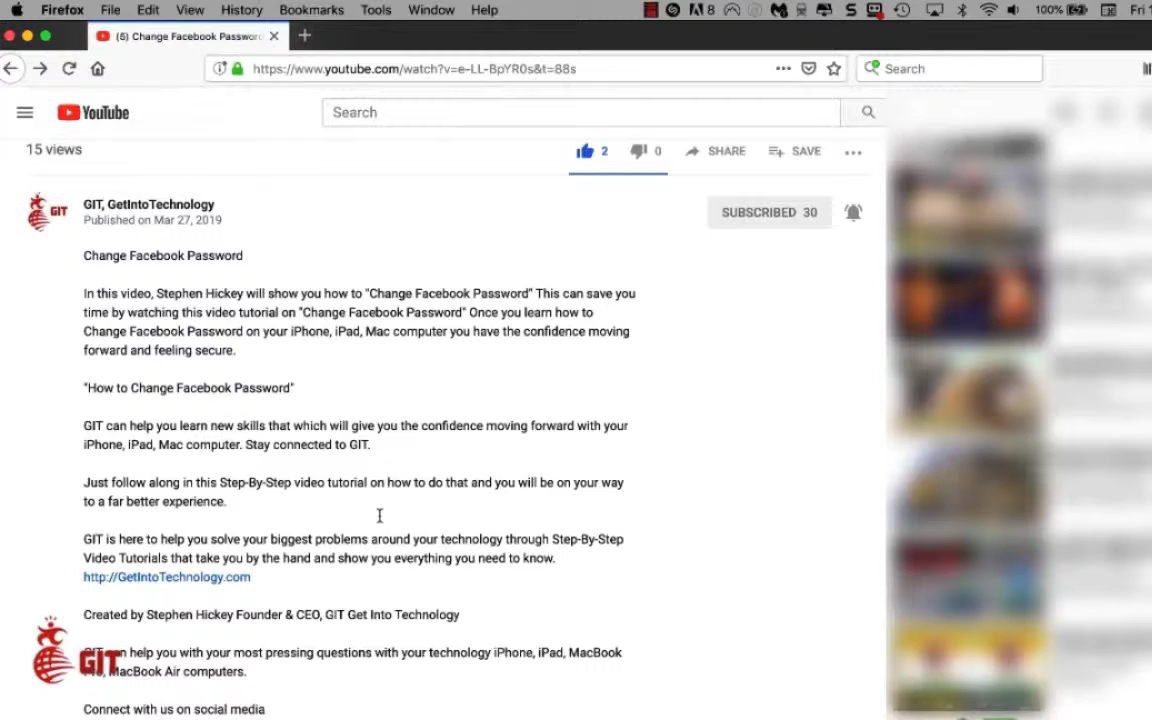 Firefox File Edit View History Bookmarks Tools Window Help 8 100% Fri 1
(5) Change Facebook Password
https://www.youtube.com/watch?v=e-LL-BpYR0s&t=88s Search
YouTube Search
15 views 2 0 SHARE SAVE
GIT GIT, GetIntoTechnology
Published on Mar 27, 2019 SUBSCRIBED 30
Change Facebook Password
In this video, Stephen Hickey will show you how to "Change Facebook Password" This can save you
time by watching this video tutorial on "Change Facebook Password" Once you learn how to
Change Facebook Password on your iPhone, iPad, Mac computer you have the confidence moving
forward and feeling secure.
"How to Change Facebook Password"
GIT can help you learn new skills that which will give you the confidence moving forward with your
iPhone, iPad, Mac computer. Stay connected to GIT.
Just follow along in this Step-By-Step video tutorial on how to do that and you will be on your way
to a far better experience.
GIT is here to help you solve your biggest problems around your technology through Step-By-Step
Video Tutorials that take you by the hand and show you everything you need to know.
http://GetIntoTechnology.com
Created by Stephen Hickey Founder & CEO, GIT Get Into Technology
help you with your most pressing questions with your technology iPhone, iPad, MacBook
GIT MacBook Air computers.
Connect with us on social media